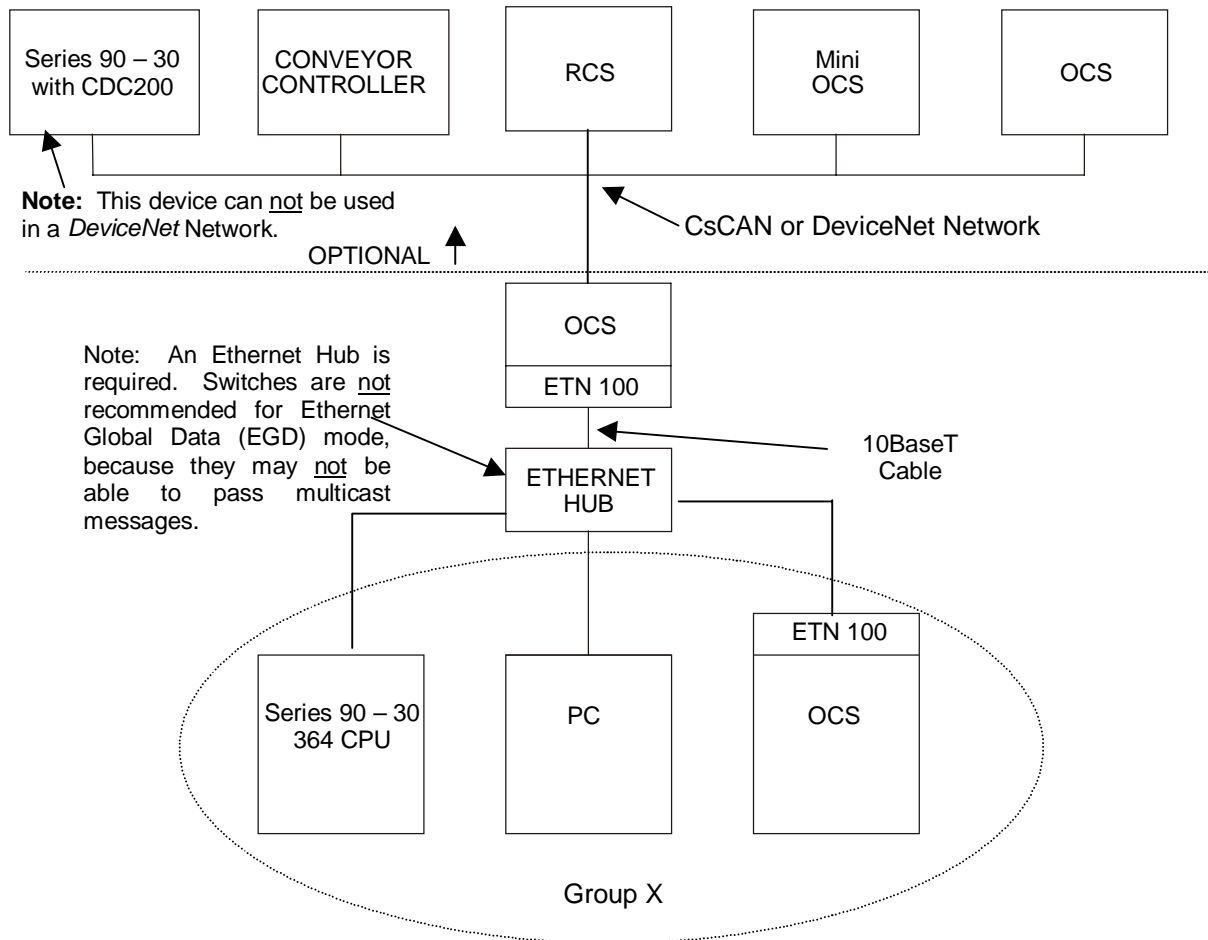 Series 90 – 30
with CDC200
CONVEYOR
CONTROLLER
RCS
Mini
OCS
OCS
Note: This device can not be used
in a DeviceNet Network.
CsCAN or DeviceNet Network
OPTIONAL
OCS
ETN 100
Note: An Ethernet Hub is
required. Switches are not
recommended for Ethernet
Global Data (EGD) mode,
because they may not be
able to pass multicast
messages.
10BaseT
Cable
ETHERNET
HUB
ETN 100
Series 90 – 30
364 CPU
PC
OCS
Group X